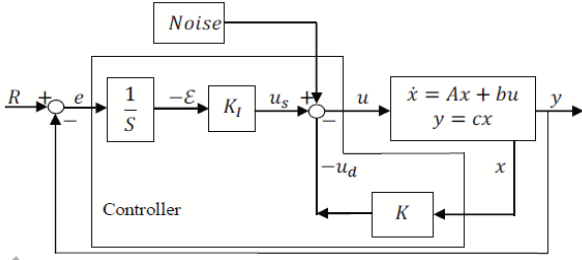 Noise
R + e
−
1
S
−ℰ
K_I
u_s +
−
u
ẋ = Ax + bu
y = cx
y
−u_d
x
K
Controller